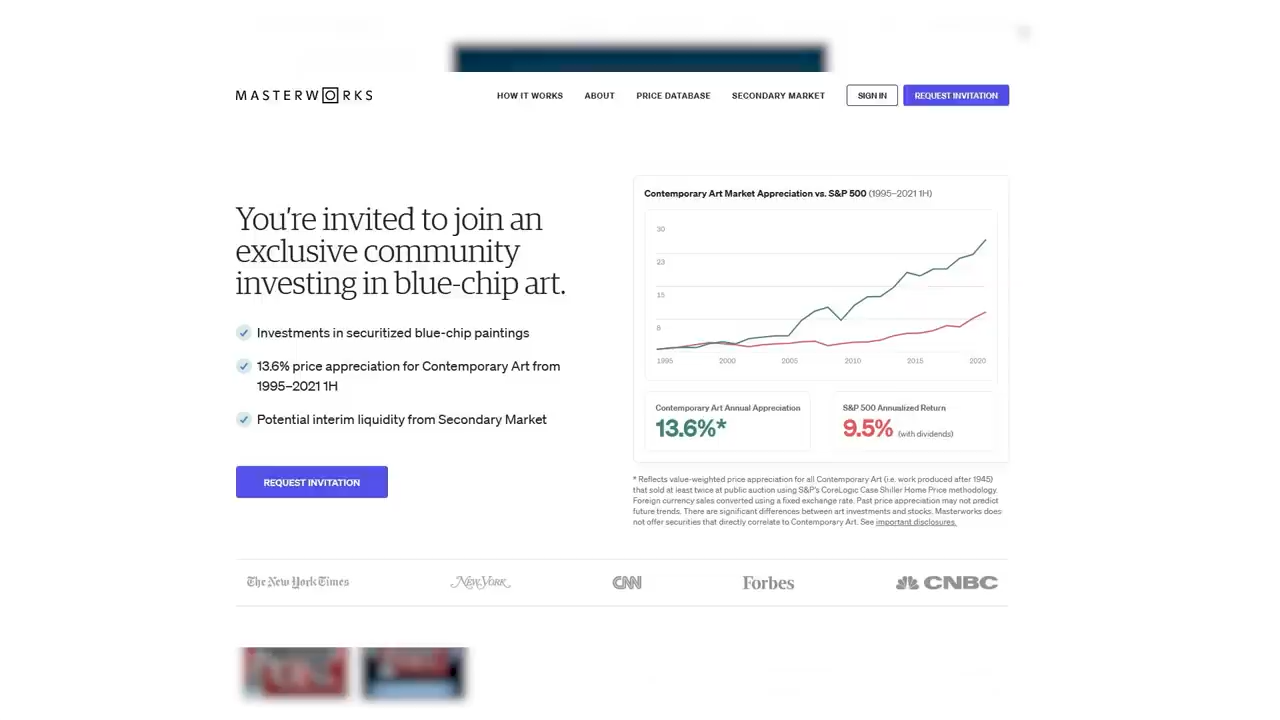 MASTERWORKS
HOW IT WORKS
ABOUT
PRICE DATABASE
SECONDARY MARKET
SIGN IN
REQUEST INVITATION
You're invited to join an
exclusive community
investing in blue-chip art.
Investments in securitized blue-chip paintings
13.6% price appreciation for Contemporary Art from
1995–2021 1H
Potential interim liquidity from Secondary Market
REQUEST INVITATION
Contemporary Art Market Appreciation vs. S&P 500 (1995–2021 1H)
30
23
15
8
1995 2000 2005 2010 2015 2020
Contemporary Art Annual Appreciation
13.6%*
S&P 500 Annualized Return
9.5% (with dividends)
* Reflects value-weighted price appreciation for all Contemporary Art (i.e. work produced after 1945)
that sold at least twice at public auction using S&P's CoreLogic Case Shiller Home Price methodology.
Foreign currency sales converted using a fixed exchange rate. Past price appreciation may not predict
future trends. There are significant differences between art investments and stocks. Masterworks does
not offer securities that directly correlate to Contemporary Art. See important disclosures.
The New York Times
NEW YORK
CNN
Forbes
CNBC